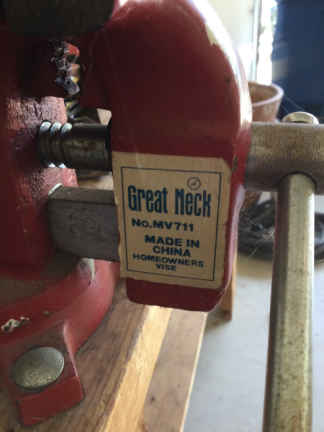 Great Neck
No. MV711
MADE IN
CHINA
HOMEOWNERS
VISE